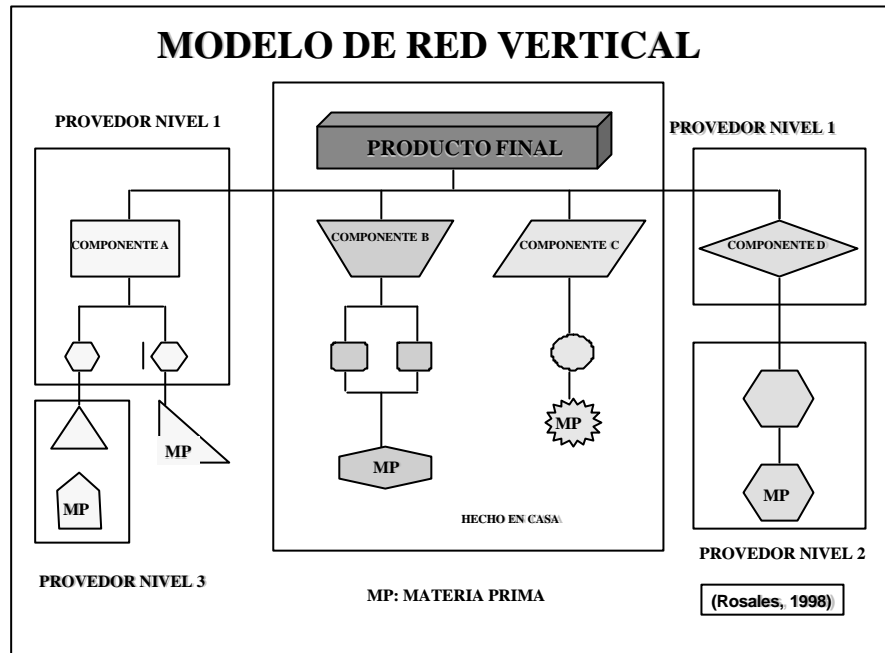 MODELO DE RED VERTICAL
PROVEDOR NIVEL 1
PROVEDOR NIVEL 1
PRODUCTO FINAL
COMPONENTE A
COMPONENTE B
COMPONENTE C
COMPONENTE D
MP
MP
MP
MP
MP
HECHO EN CASA
PROVEDOR NIVEL 2
PROVEDOR NIVEL 3
MP: MATERIA PRIMA
(Rosales, 1998)